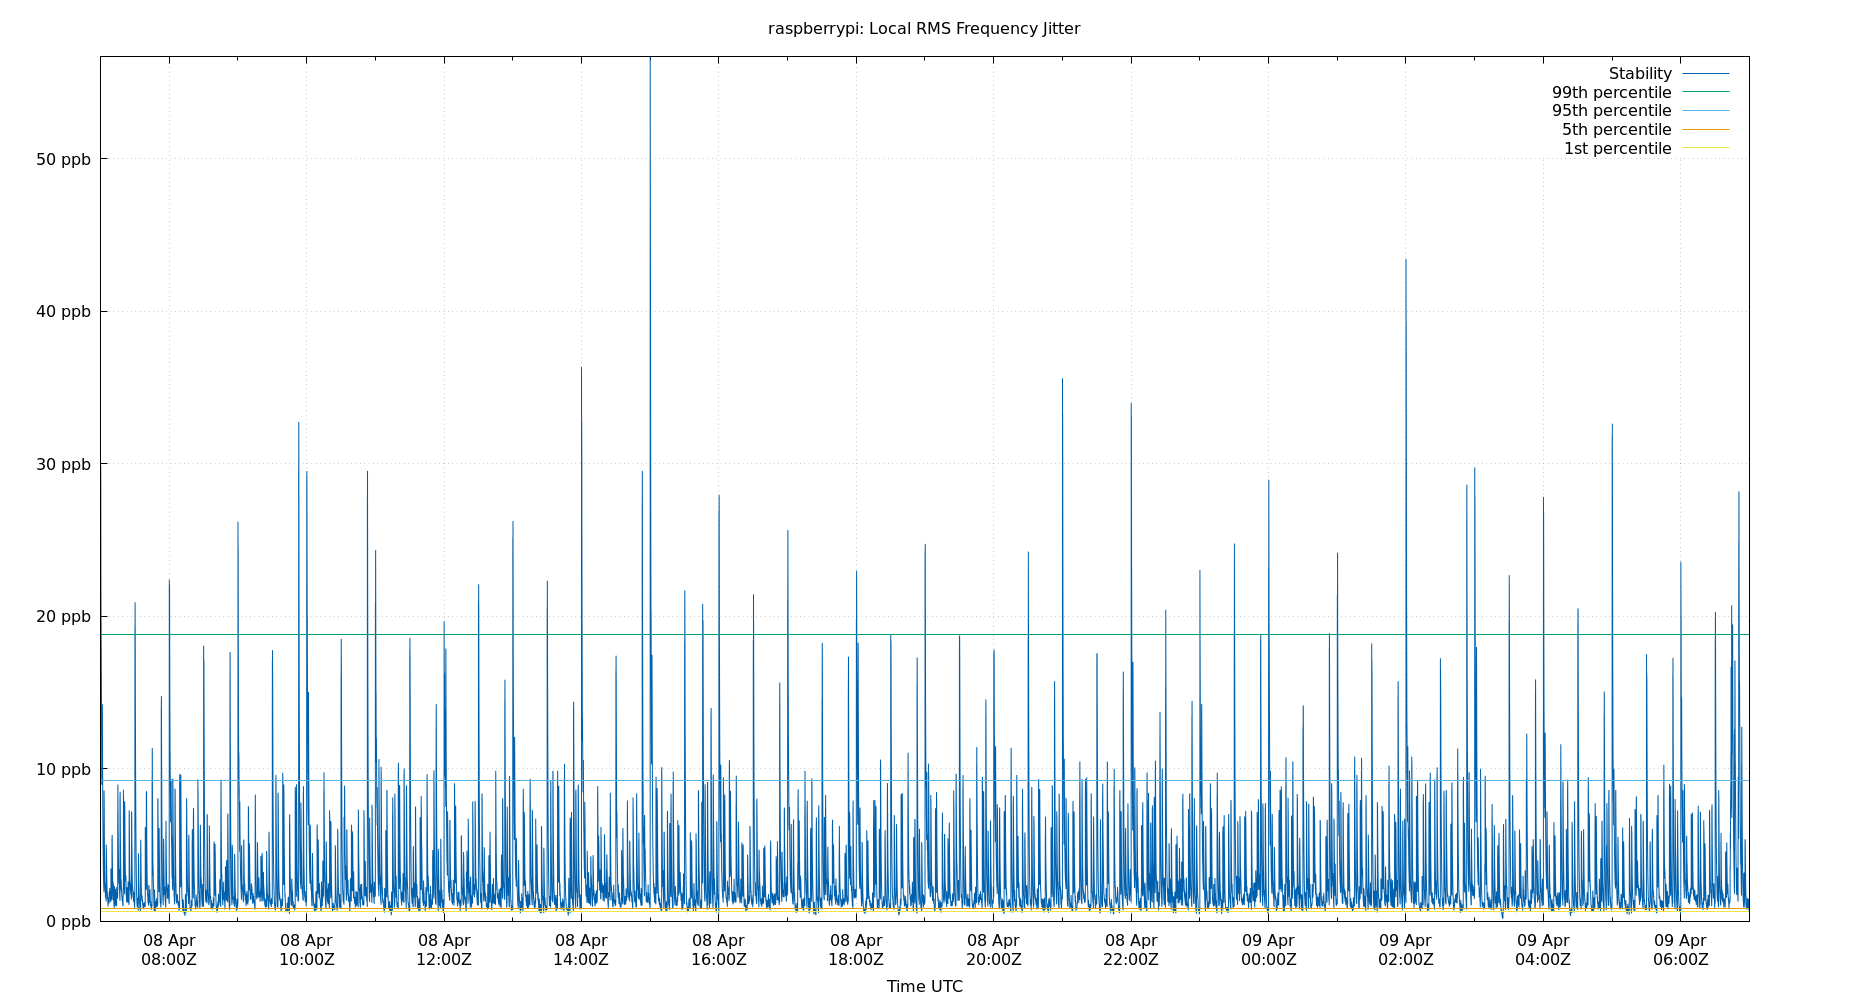 raspberrypi: Local RMS Frequency Jitter
Stability
99th percentile
95th percentile
5th percentile
1st percentile
50 ppb
40 ppb
30 ppb
20 ppb
10 ppb
0 ppb
08 Apr 08 Apr 08 Apr 08 Apr 08 Apr 08 Apr 08 Apr 08 Apr 09 Apr 09 Apr 09 Apr 09 Apr
08:00Z 10:00Z 12:00Z 14:00Z 16:00Z 18:00Z 20:00Z 22:00Z 00:00Z 02:00Z 04:00Z 06:00Z
Time UTC